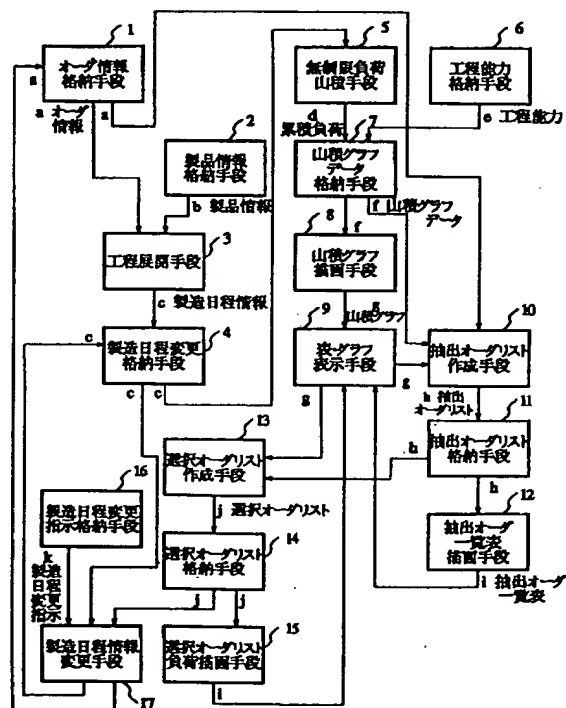 1
オーダ情報
格納手段
a
a オーダ
情報
a
2
製品情報
格納手段
b 製品情報
3
工程展開手段
c 製造日程情報
4
製造日程変更
格納手段
c
c
c
5
無制限負荷
山積手段
d
累積負荷
6
工程能力
格納手段
e 工程能力
7
山積グラフ
データ
格納手段
f 山積グラフ
データ
f
8
山積グラフ
描画手段
g
山積グラフ
9
表・グラフ
表示手段
g
g
10
抽出オーダリスト
作成手段
h 抽出
オーダリスト
11
抽出オーダリスト
格納手段
h
h
12
抽出オーダ
一覧表
描画手段
i 抽出オーダ
一覧表
13
選択オーダリスト
作成手段
j 選択オーダリスト
14
選択オーダリスト
格納手段
j
j
15
選択オーダリスト
負荷描画手段
i
16
製造日程変更
指示格納手段
k 製造日程変更指示
製造日程情報
変更手段
17